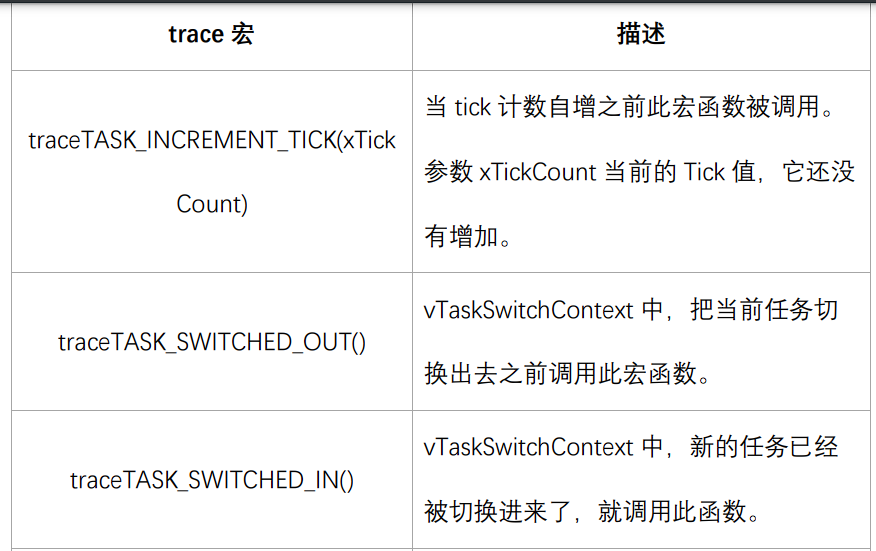 trace 宏
描述
traceTASK_INCREMENT_TICK(xTick
Count)
当 tick 计数自增之前此宏函数被调用。
参数 xTickCount 当前的 Tick 值，它还没
有增加。
traceTASK_SWITCHED_OUT()
vTaskSwitchContext 中，把当前任务切
换出去之前调用此宏函数。
traceTASK_SWITCHED_IN()
vTaskSwitchContext 中，新的任务已经
被切换进来了，就调用此函数。